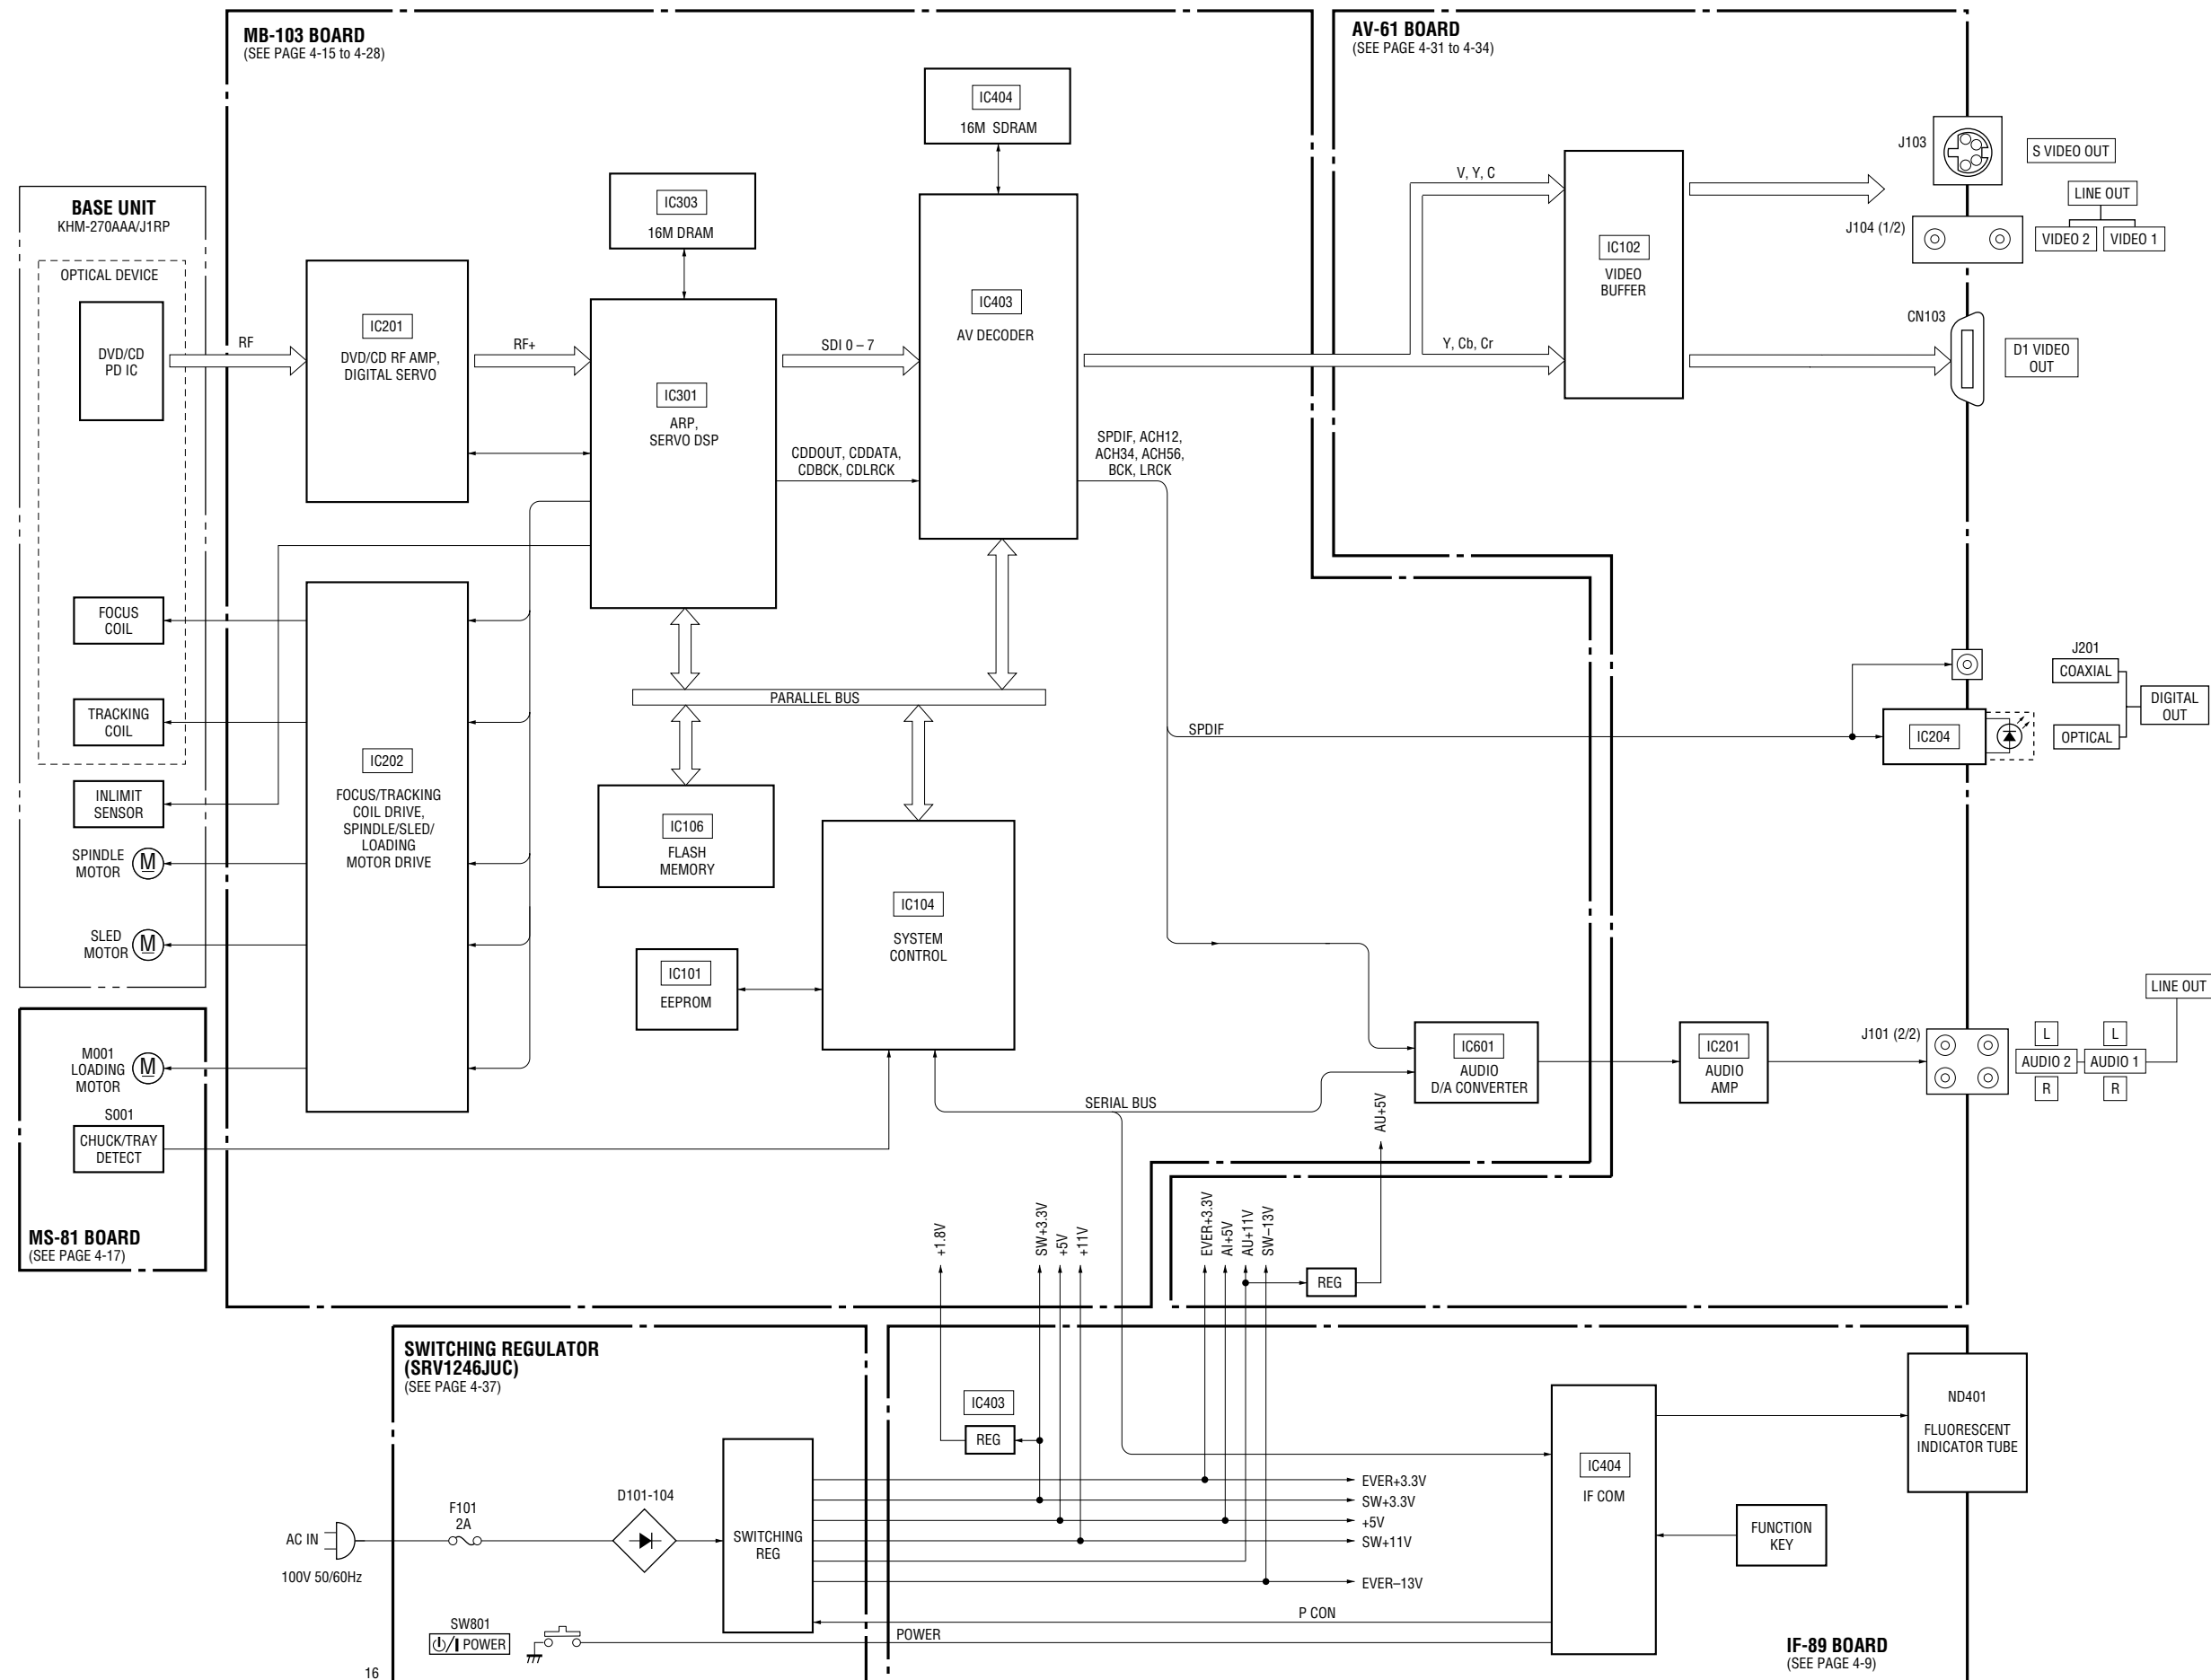 MB-103 BOARD
(SEE PAGE 4-15 to 4-28)
AV-61 BOARD
(SEE PAGE 4-31 to 4-34)
IC404
16M SDRAM
J103
S VIDEO OUT
LINE OUT
J104 (1/2)
VIDEO 2
VIDEO 1
V, Y, C
IC303
16M DRAM
BASE UNIT
KHM-270AAA/J1RP
OPTICAL DEVICE
DVD/CD
PD IC
RF
IC201
DVD/CD RF AMP,
DIGITAL SERVO
RF+
IC301
ARP,
SERVO DSP
SDI 0 – 7
CDDOUT, CDDATA,
CDBCK, CDLRCK
IC403
AV DECODER
SPDIF, ACH12,
ACH34, ACH56,
BCK, LRCK
IC102
VIDEO
BUFFER
Y, Cb, Cr
CN103
D1 VIDEO
OUT
FOCUS
COIL
TRACKING
COIL
INLIMIT
SENSOR
SPINDLE
MOTOR
M
SLED
MOTOR
M
IC202
FOCUS/TRACKING
COIL DRIVE,
SPINDLE/SLED/
LOADING
MOTOR DRIVE
PARALLEL BUS
SPDIF
J201
COAXIAL
DIGITAL
OUT
IC204
OPTICAL
IC106
FLASH
MEMORY
IC104
SYSTEM
CONTROL
IC101
EEPROM
LINE OUT
M001
LOADING
MOTOR
M
S001
CHUCK/TRAY
DETECT
MS-81 BOARD
(SEE PAGE 4-17)
SERIAL BUS
IC601
AUDIO
D/A CONVERTER
IC201
AUDIO
AMP
J101 (2/2)
L
L
AUDIO 2
AUDIO 1
R
R
AU+5V
+1.8V
SW+3.3V
+5V
+11V
EVER+3.3V
AI+5V
AU+11V
SW–13V
REG
SWITCHING REGULATOR
(SRV1246JUC)
(SEE PAGE 4-37)
IC403
REG
ND401
FLUORESCENT
INDICATOR TUBE
IC404
IF COM
FUNCTION
KEY
AC IN
100V 50/60Hz
F101
2A
D101-104
SWITCHING
REG
EVER+3.3V
SW+3.3V
+5V
SW+11V
EVER–13V
P CON
POWER
SW801
POWER
IF-89 BOARD
(SEE PAGE 4-9)
16